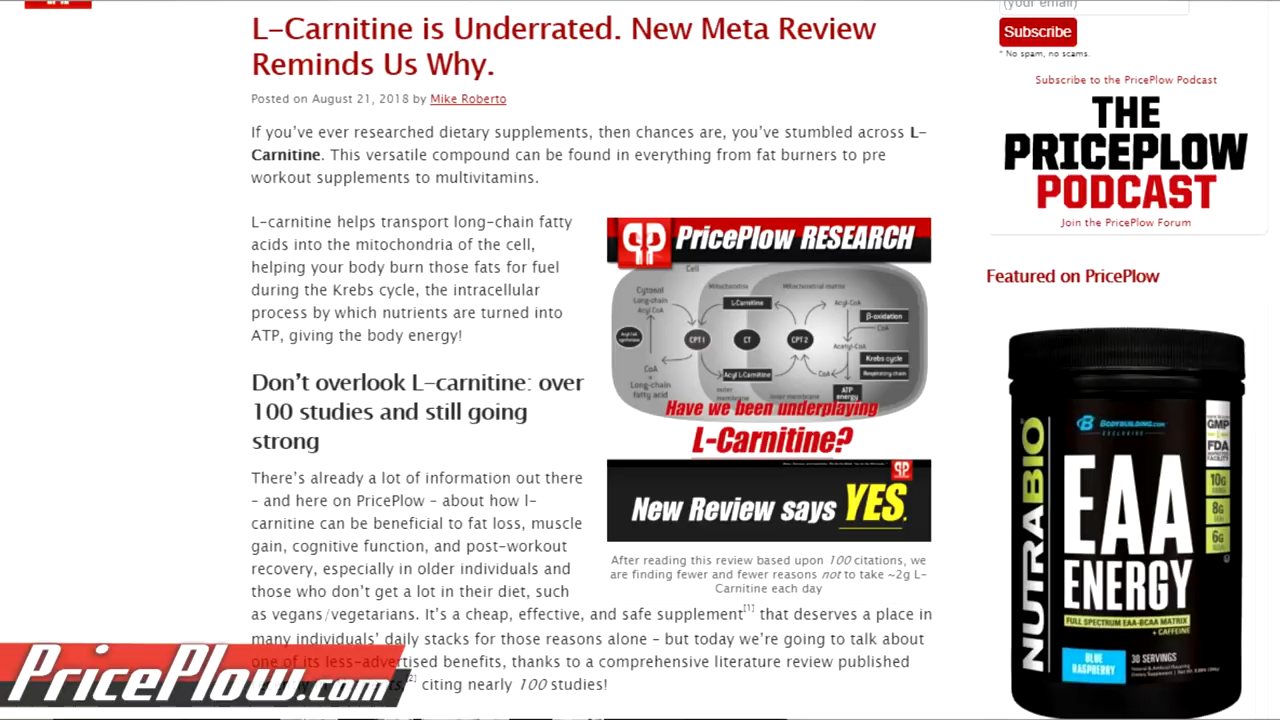 (your email)
L-Carnitine is Underrated. New Meta Review
Reminds Us Why.
Subscribe
* No spam, no scams.
Posted on August 21, 2018 by Mike Roberto
Subscribe to the PricePlow Podcast
THE
PRICEPLOW
PODCAST
Join the PricePlow Forum
If you've ever researched dietary supplements, then chances are, you've stumbled across L-
Carnitine. This versatile compound can be found in everything from fat burners to pre
workout supplements to multivitamins.
L-carnitine helps transport long-chain fatty
acids into the mitochondria of the cell,
helping your body burn those fats for fuel
during the Krebs cycle, the intracellular
process by which nutrients are turned into
ATP, giving the body energy!
PricePlow RESEARCH
Cell
Cytosol
Mitochondria
Mitochondrial matrix
Long-chain
Acyl CoA
L-Carnitine
Acyl-CoA
β-oxidation
CoA
CPT1
CT
CPT 2
Acetyl-CoA
Krebs cycle
Respiratory chain
CoA
+
Long-chain
fatty acid
Acyl L-Carnitine
CoA
ATP
energy
outer
membrane
inner membrane
Have we been underplaying
L-Carnitine?
New Review says YES.
After reading this review based upon 100 citations, we
are finding fewer and fewer reasons not to take ~2g L-
Carnitine each day
Don't overlook L-carnitine: over
100 studies and still going
strong
There's already a lot of information out there
– and here on PricePlow – about how l-
carnitine can be beneficial to fat loss, muscle
gain, cognitive function, and post-workout
recovery, especially in older individuals and
those who don't get a lot in their diet, such
as vegans/vegetarians. It's a cheap, effective, and safe supplement[1] that deserves a place in
many individuals' daily stacks for those reasons alone – but today we're going to talk about
one of its less-advertised benefits, thanks to a comprehensive literature review published
[2] citing nearly 100 studies!
Featured on PricePlow
BODYBUILDING.COM
EXCLUSIVE
NUTRABIO
GMP
FDA
10G
8G
6G
EAA
ENERGY
FULL SPECTRUM EAA-BCAA MATRIX
+ CAFFEINE
BLUE
RASPBERRY
30 SERVINGS
PricePlow.com